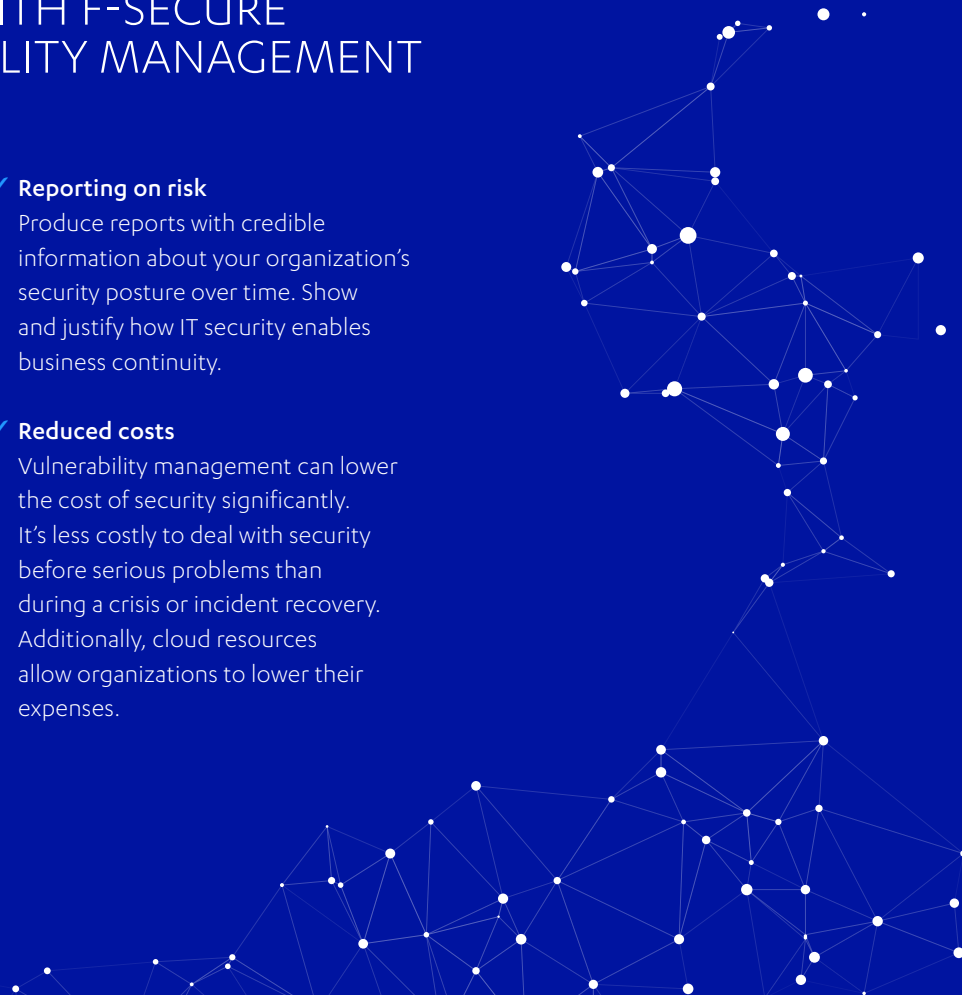 ITH F-SECURE
LITY MANAGEMENT
Reporting on risk
Produce reports with credible
information about your organization’s
security posture over time. Show
and justify how IT security enables
business continuity.
Reduced costs
Vulnerability management can lower
the cost of security significantly.
It’s less costly to deal with security
before serious problems than
during a crisis or incident recovery.
Additionally, cloud resources
allow organizations to lower their
expenses.